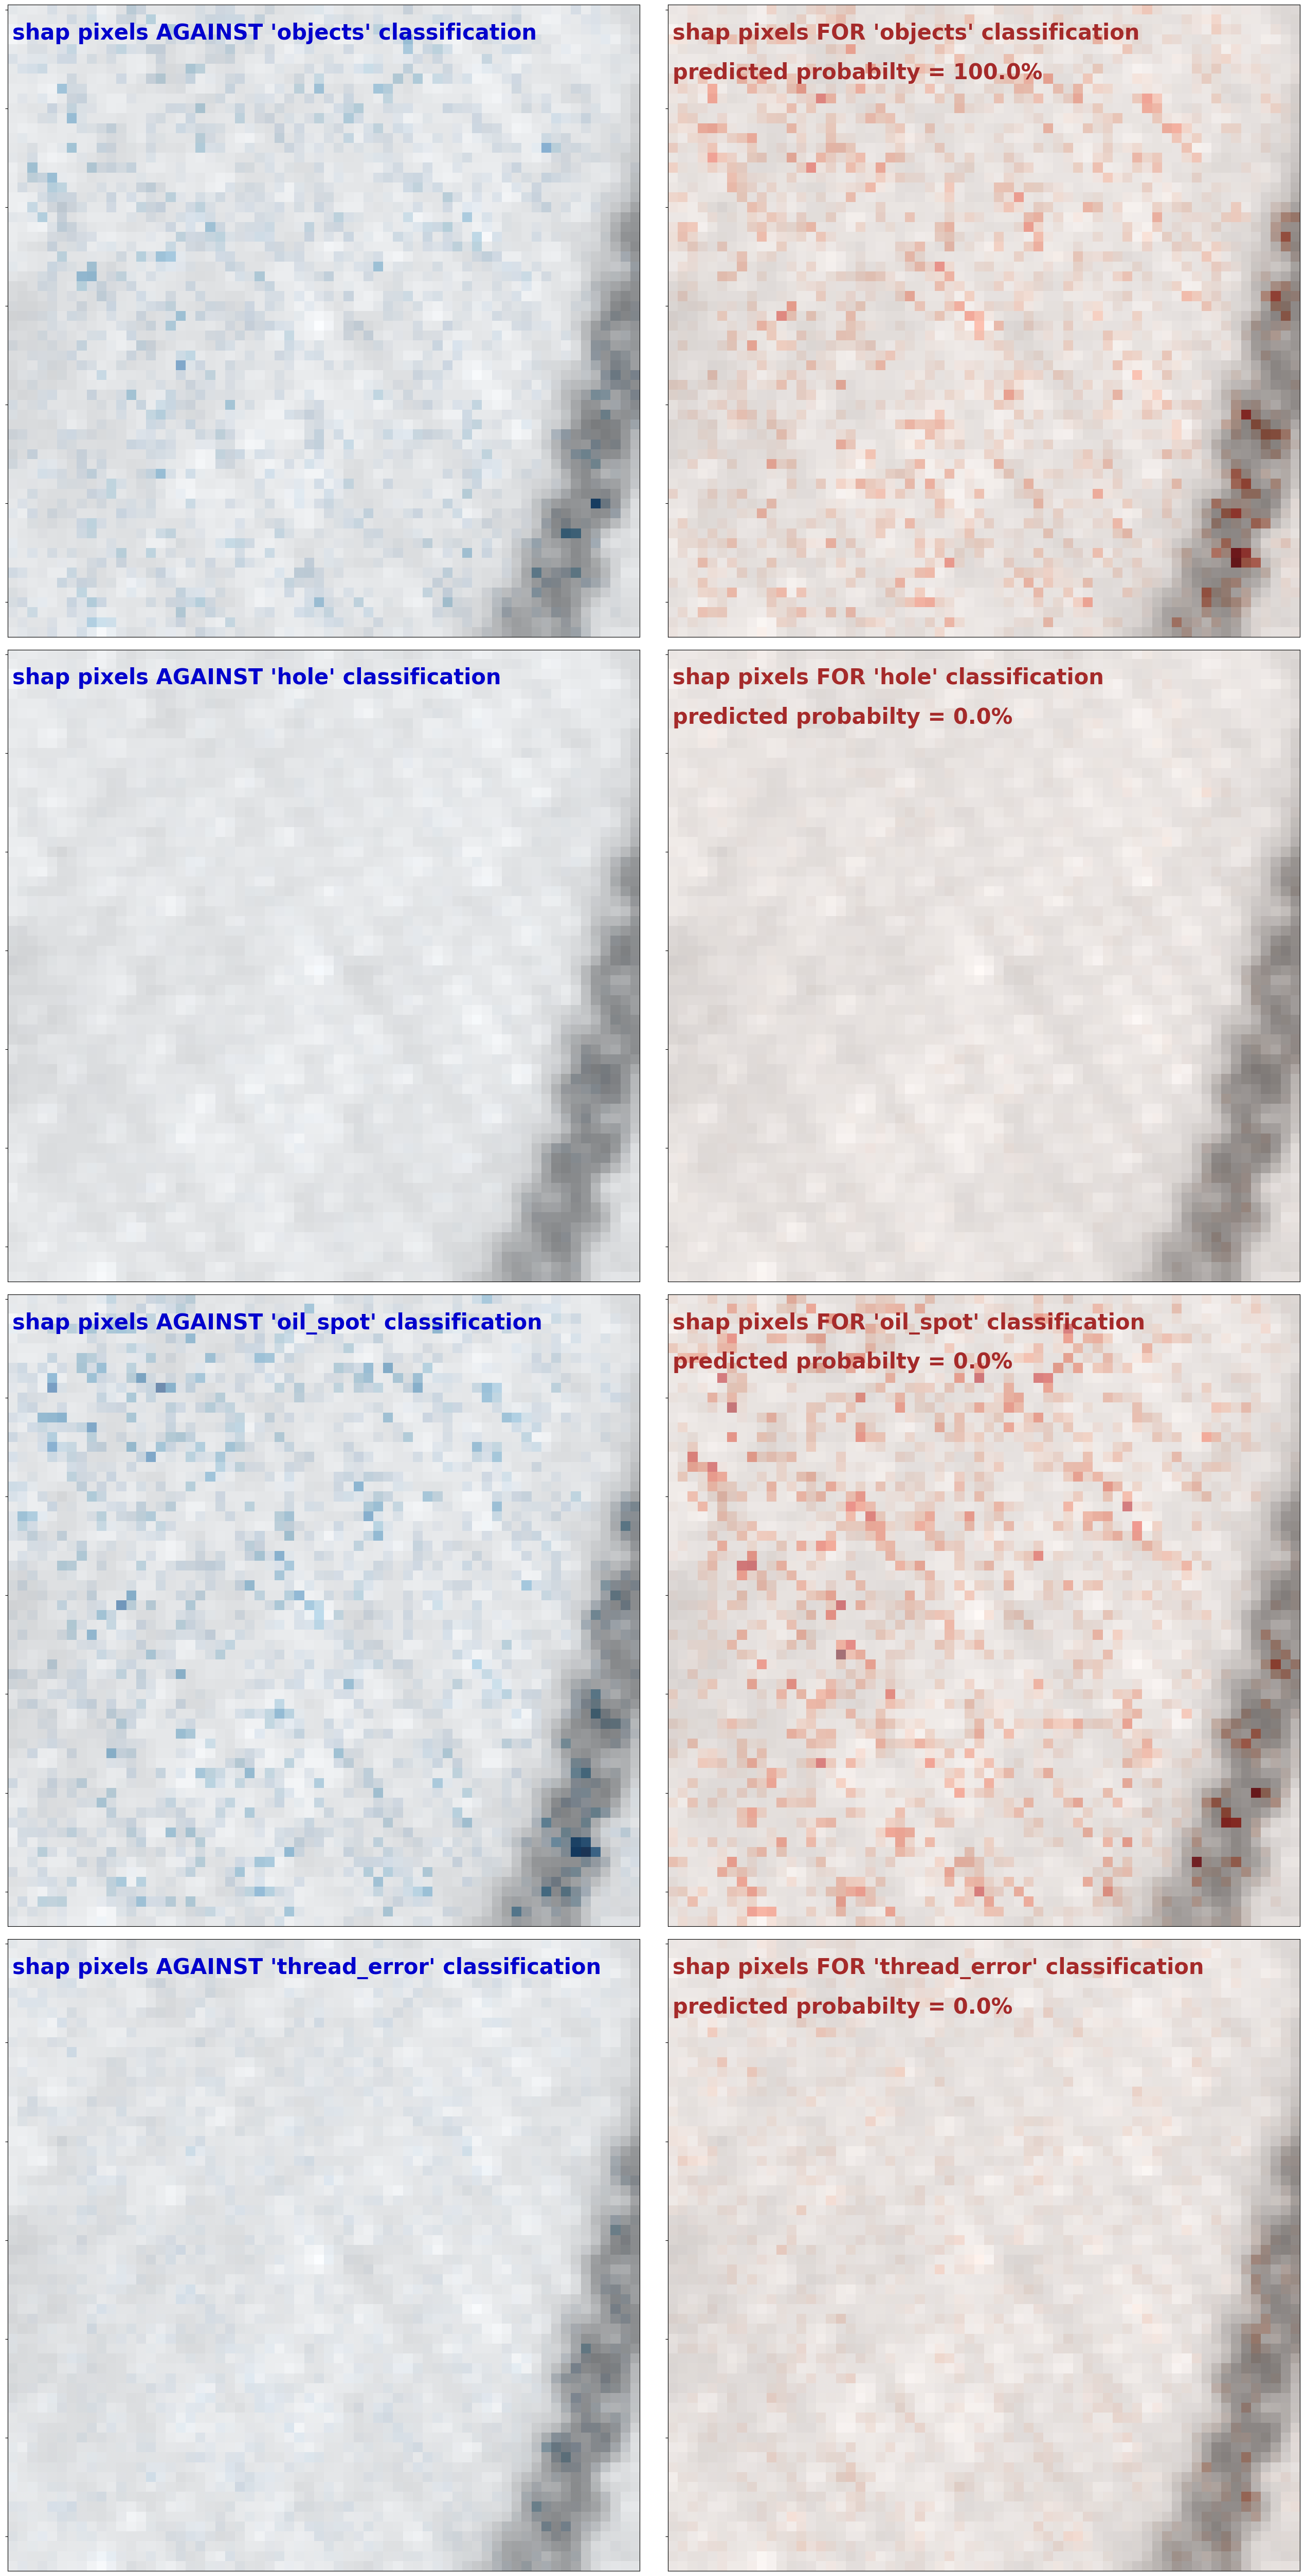 shap pixels AGAINST 'objects' classification
shap pixels FOR 'objects' classification
predicted probabilty = 100.0%
shap pixels AGAINST 'hole' classification
shap pixels FOR 'hole' classification
predicted probabilty = 0.0%
shap pixels AGAINST 'oil_spot' classification
shap pixels FOR 'oil_spot' classification
predicted probabilty = 0.0%
shap pixels AGAINST 'thread_error' classification
shap pixels FOR 'thread_error' classification
predicted probabilty = 0.0%